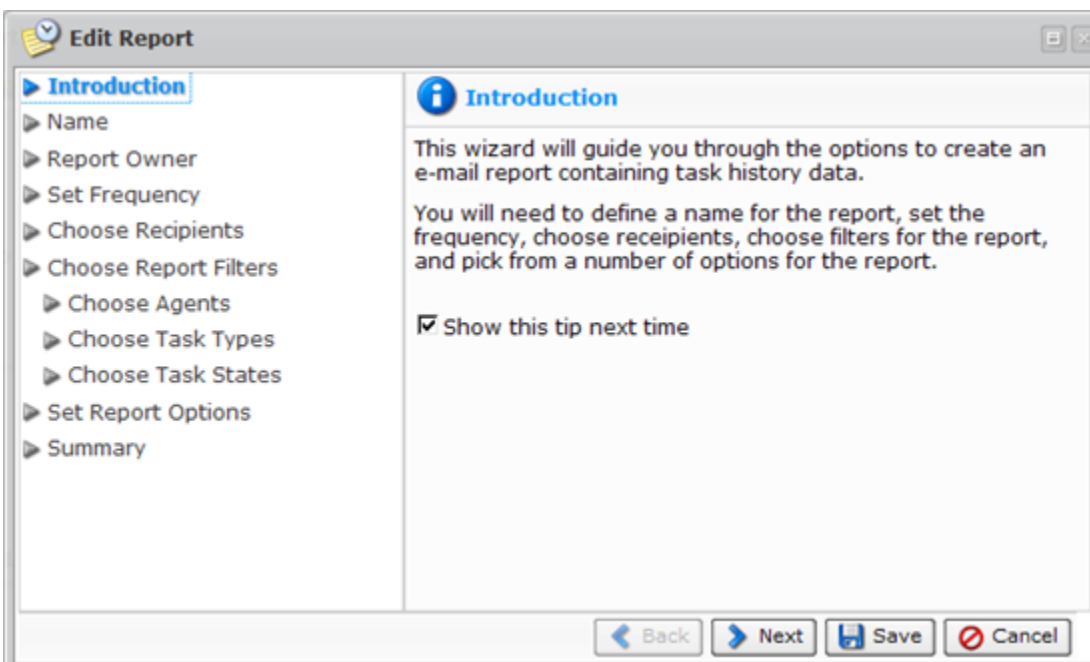 Edit Report
Introduction
Name
Report Owner
Set Frequency
Choose Recipients
Choose Report Filters
Choose Agents
Choose Task Types
Choose Task States
Set Report Options
Summary
Introduction
This wizard will guide you through the options to create an
e-mail report containing task history data.
You will need to define a name for the report, set the
frequency, choose receipients, choose filters for the report,
and pick from a number of options for the report.
Show this tip next time
Back Next Save Cancel